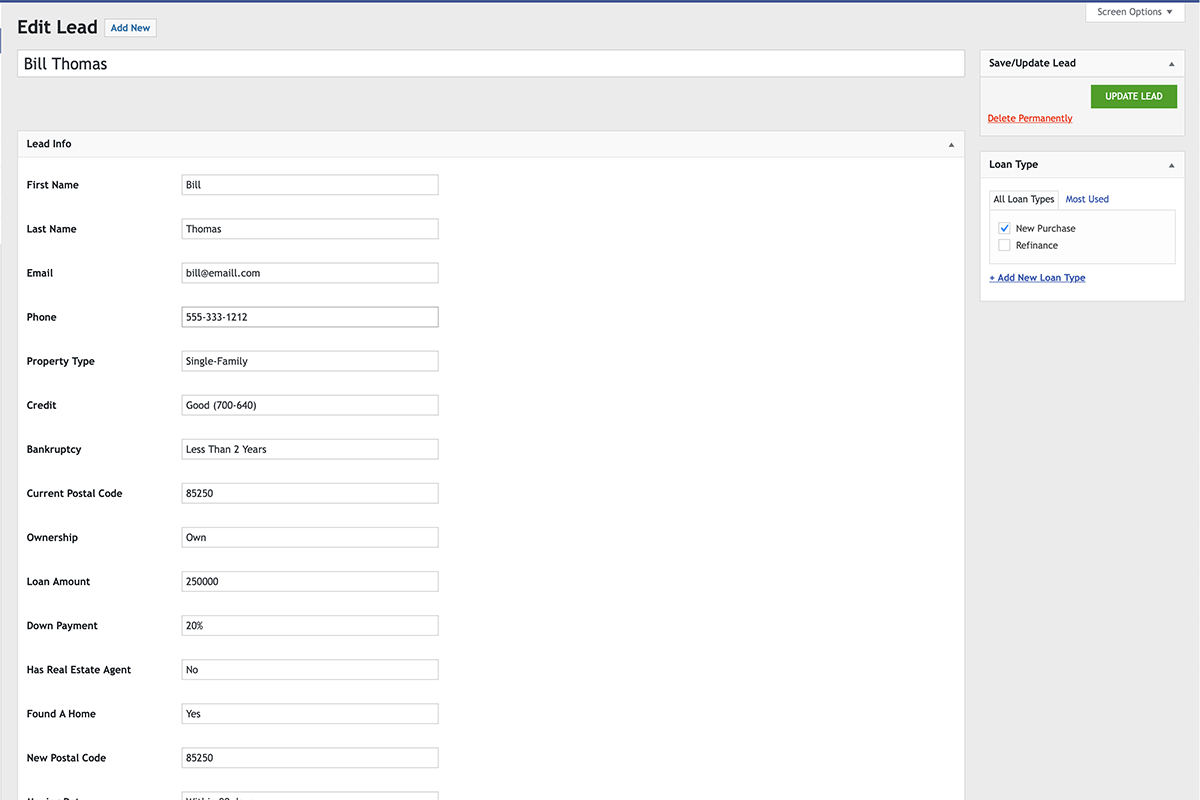 Screen Options ▼
Edit Lead Add New
Bill Thomas
Lead Info
First Name Bill
Last Name Thomas
Email bill@emaill.com
Phone 555-333-1212
Property Type Single-Family
Credit Good (700-640)
Bankruptcy Less Than 2 Years
Current Postal Code 85250
Ownership Own
Loan Amount 250000
Down Payment 20%
Has Real Estate Agent No
Found A Home Yes
New Postal Code 85250
Save/Update Lead
UPDATE LEAD
Delete Permanently
Loan Type
All Loan Types Most Used
New Purchase
Refinance
+ Add New Loan Type